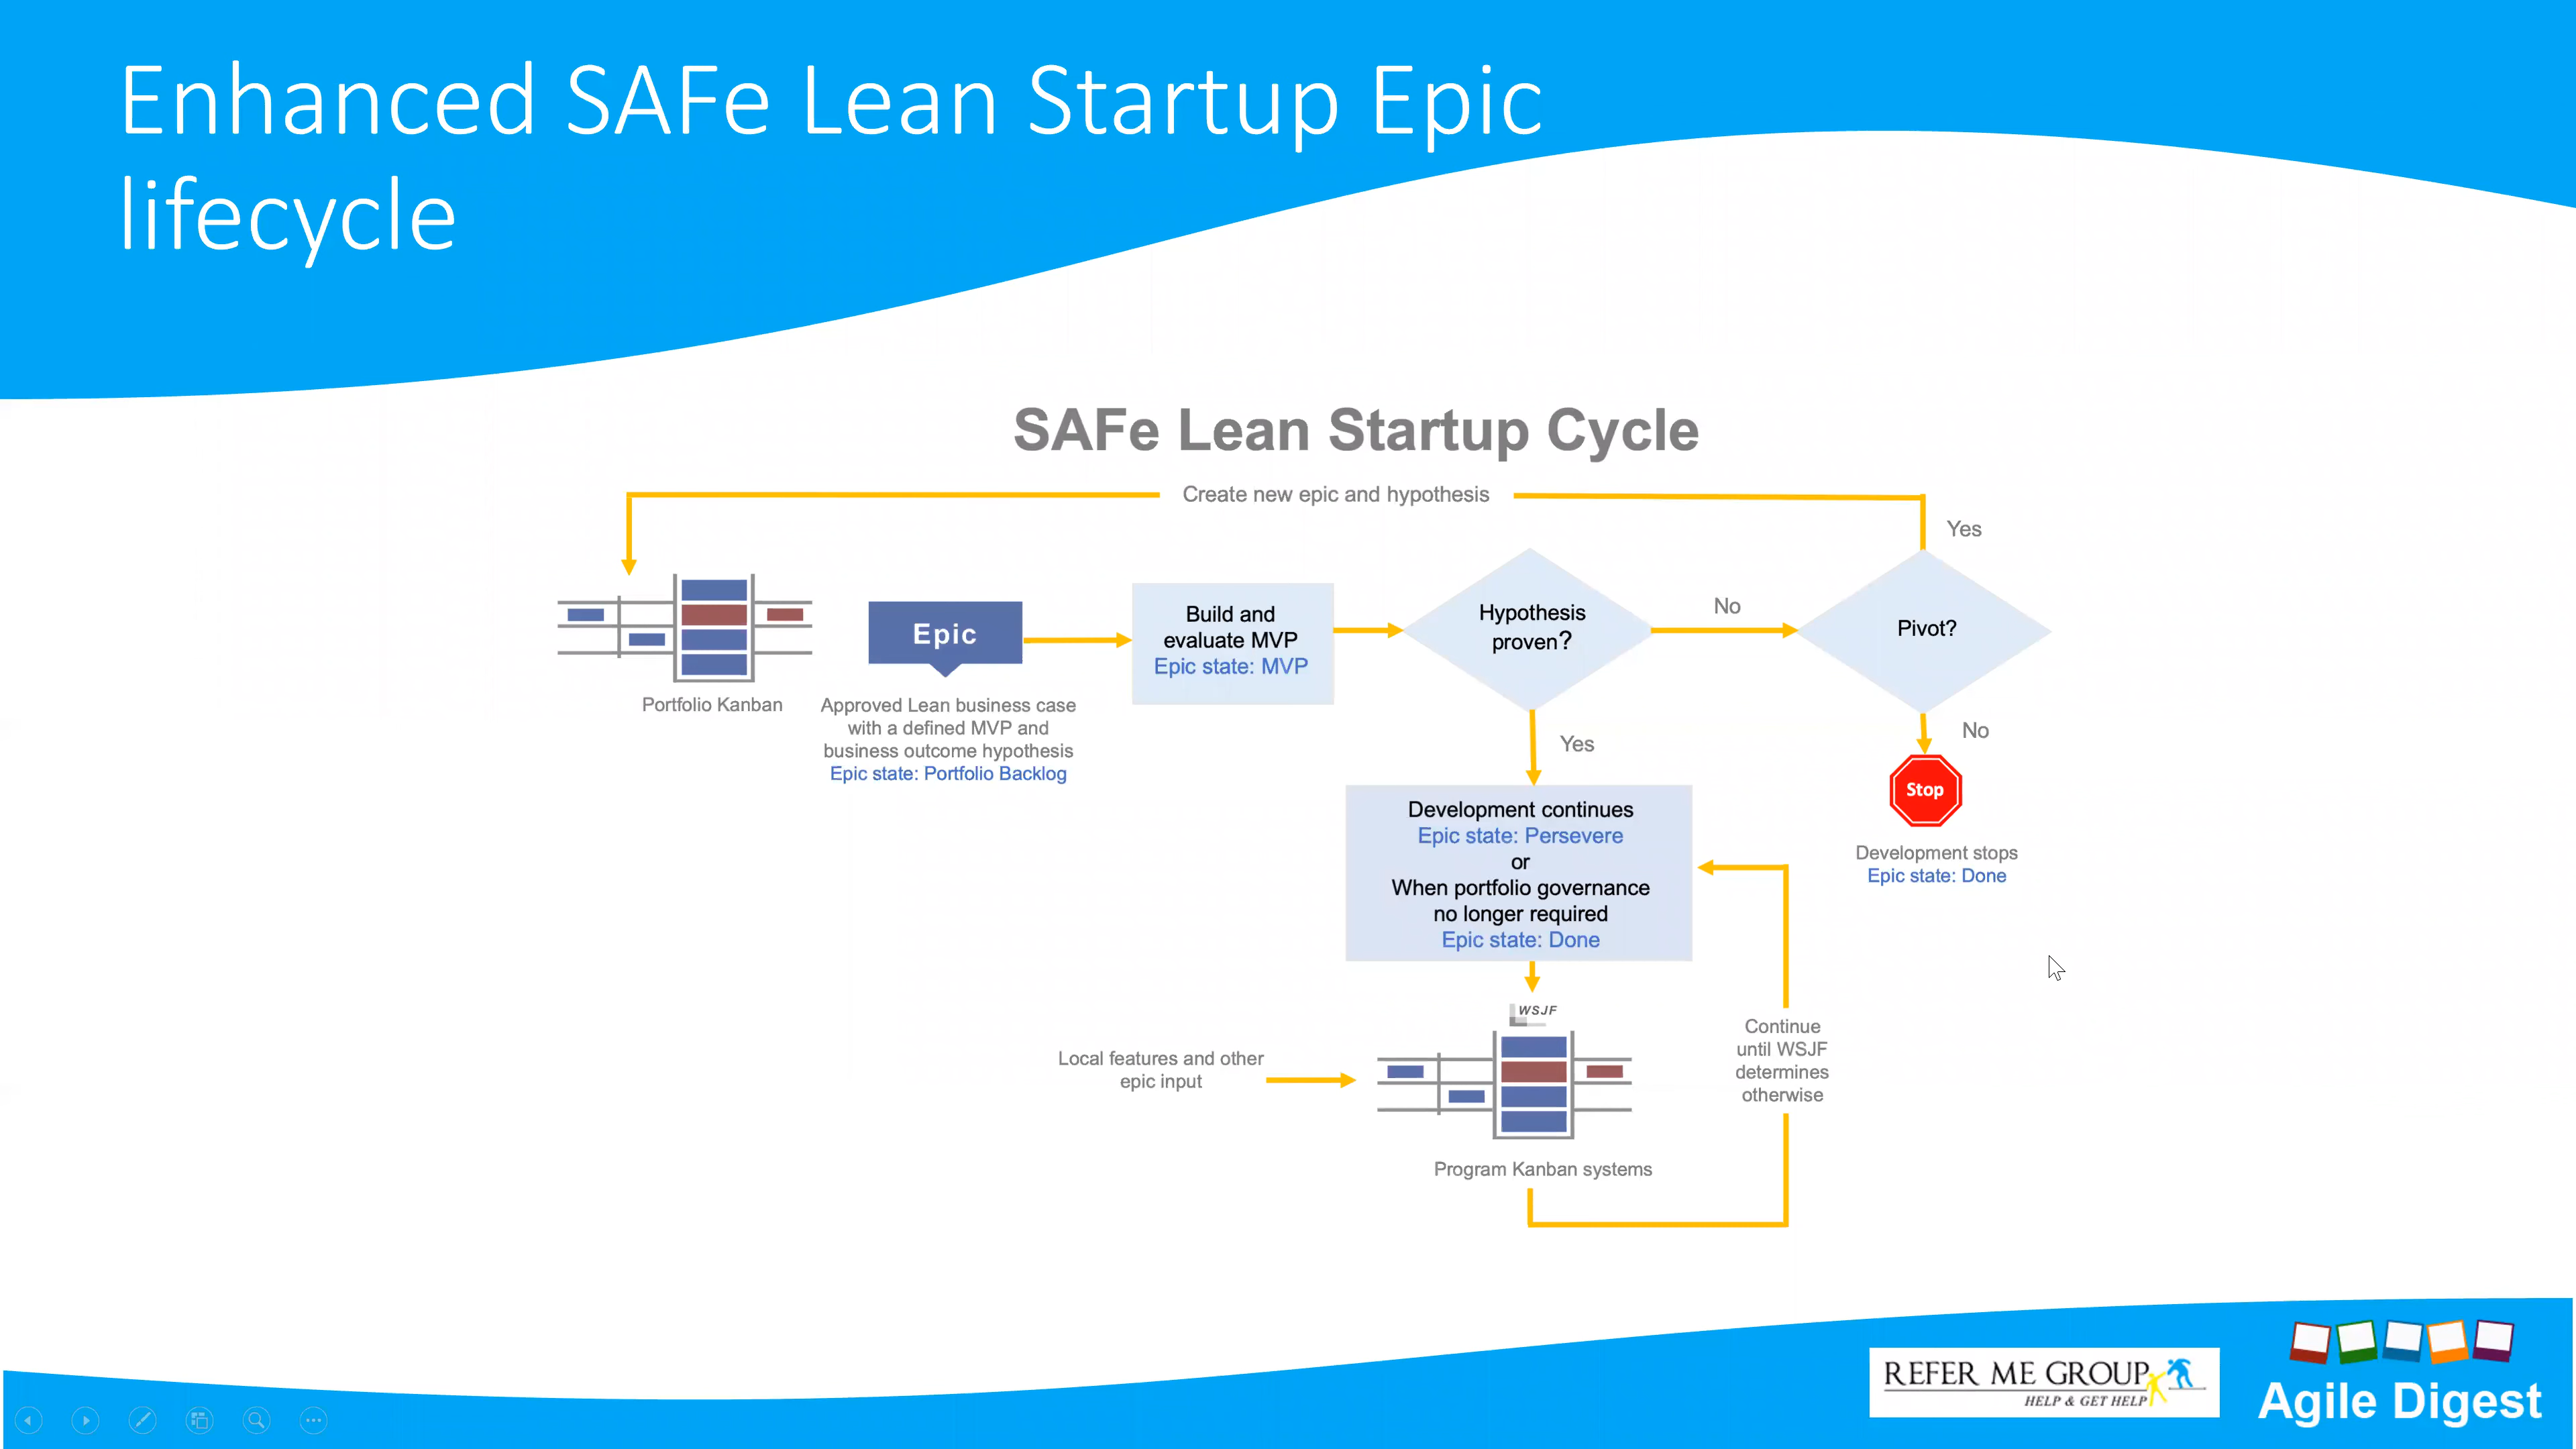 Enhanced SAFe Lean Startup Epic
lifecycle
SAFe Lean Startup Cycle
Create new epic and hypothesis
Yes
Portfolio Kanban
Epic
Approved Lean business case
with a defined MVP and
business outcome hypothesis
Epic state: Portfolio Backlog
Build and
evaluate MVP
Epic state: MVP
Hypothesis
proven?
No
Pivot?
Yes
No
Stop
Development stops
Epic state: Done
Development continues
Epic state: Persevere
or
When portfolio governance
no longer required
Epic state: Done
WSJF
Local features and other
epic input
Continue
until WSJF
determines
otherwise
Program Kanban systems
REFER ME GROUP
HELP & GET HELP
Agile Digest